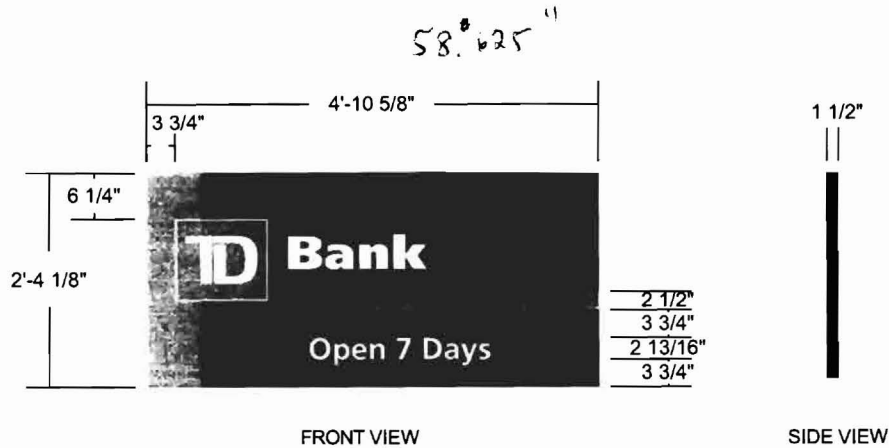 58.625"
4'-10 5/8"
3 3/4"
1 1/2"
6 1/4"
2'-4 1/8"
TD Bank
2 1/2"
3 3/4"
2 13/16"
3 3/4"
Open 7 Days
FRONT VIEW
SIDE VIEW